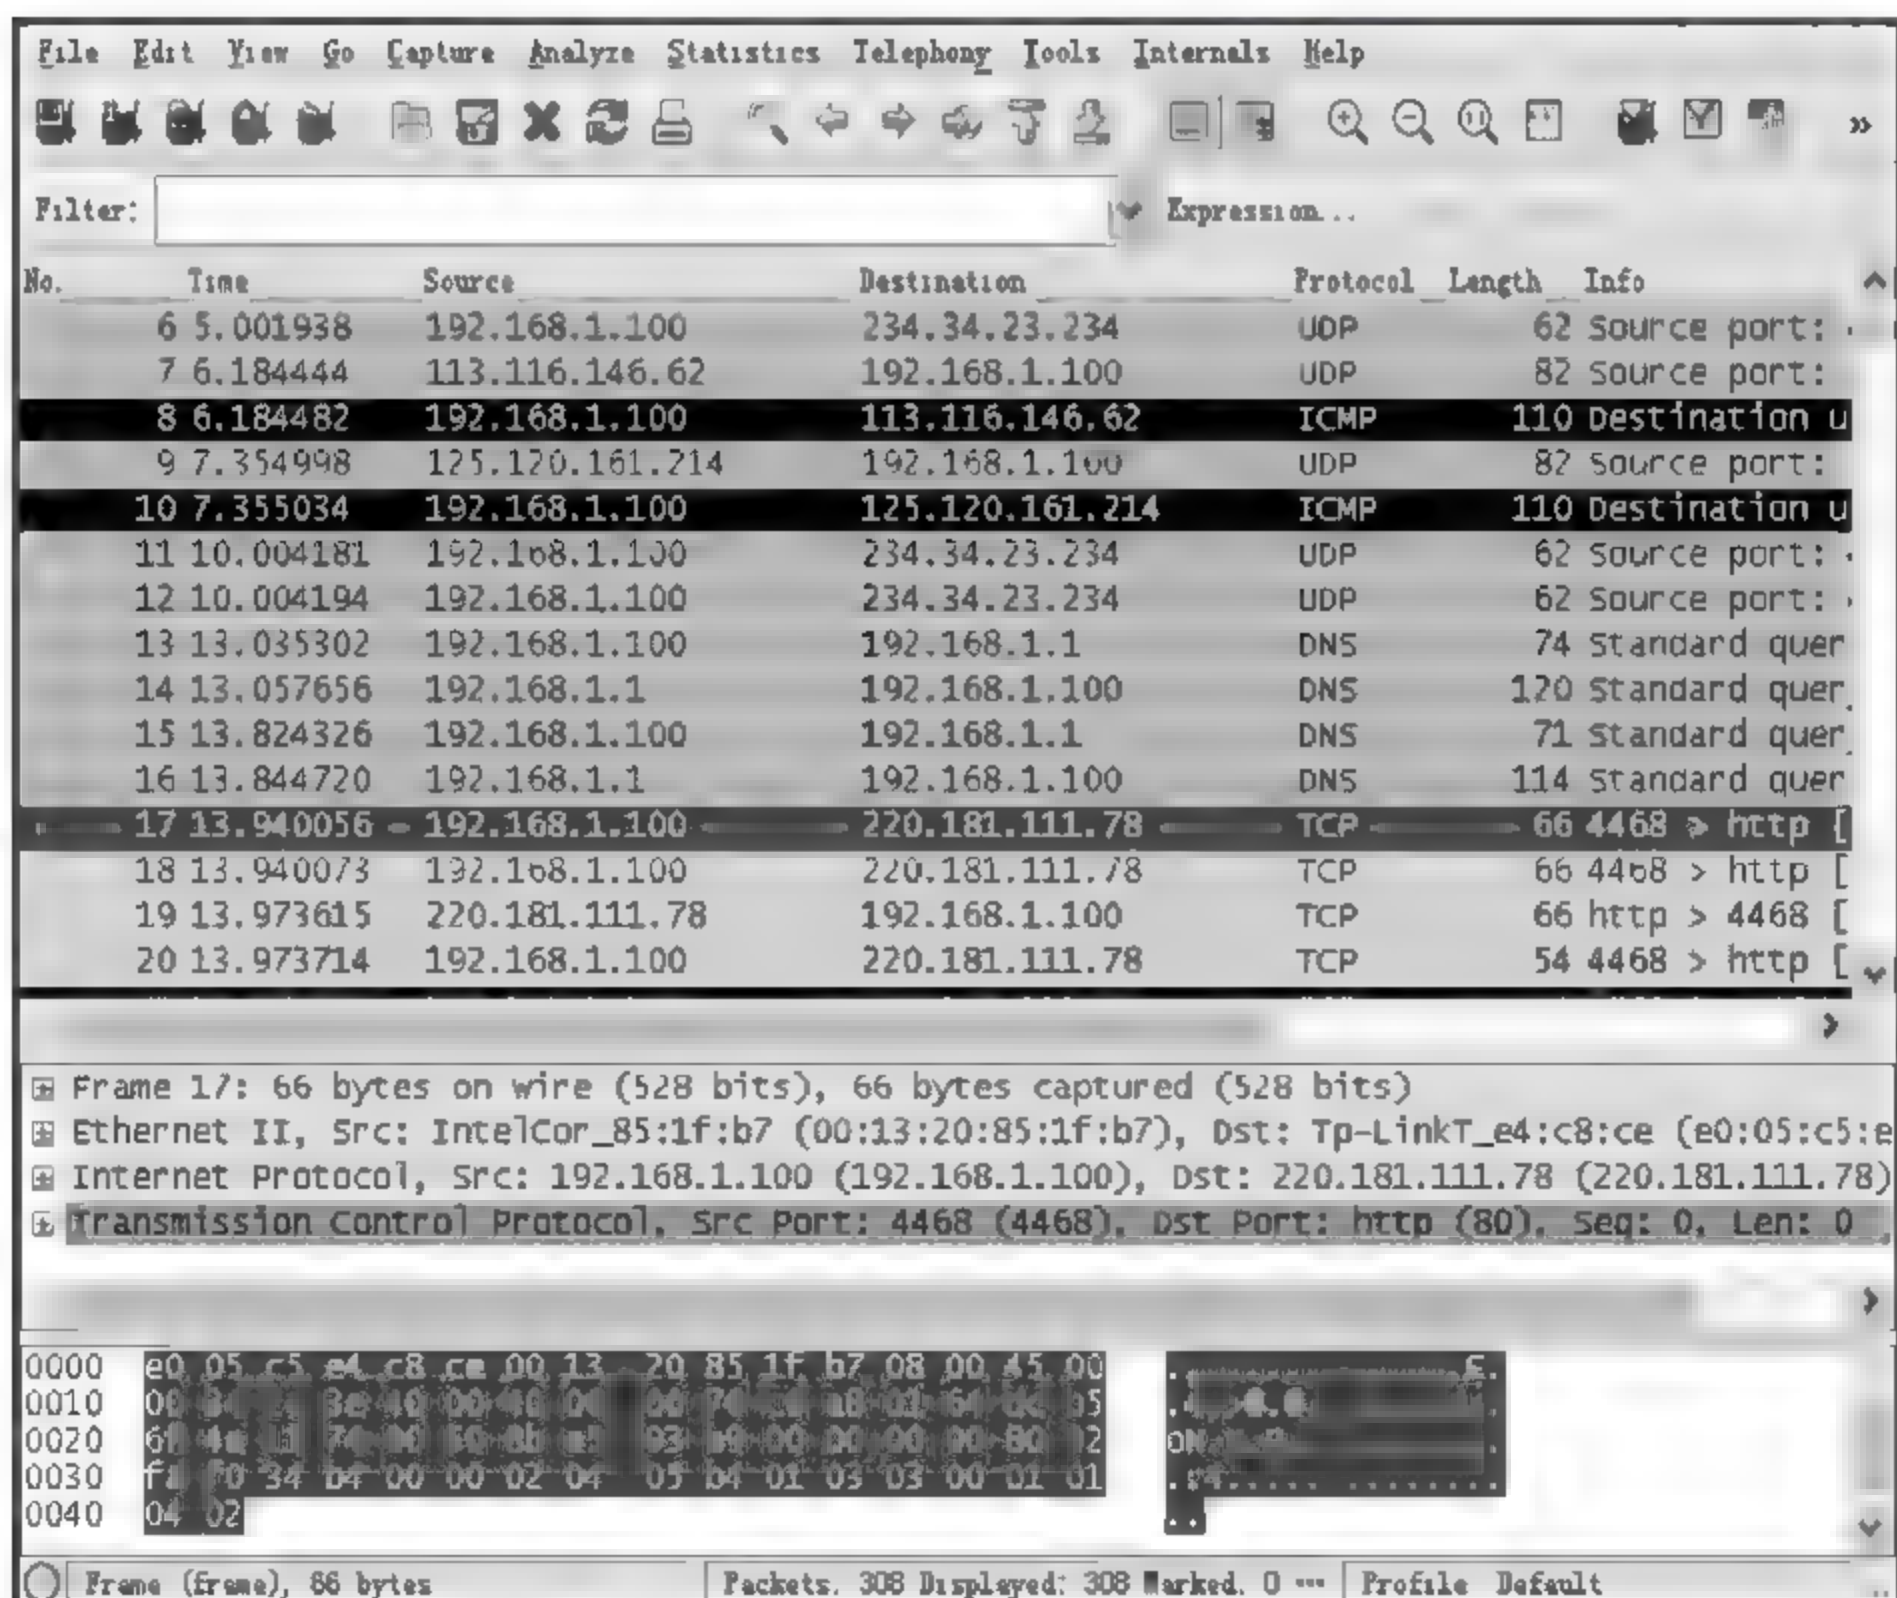 File Edit View Go Capture Analyze Statistics Telephony Tools Internals Help
Filter: Expression...
No. Time Source Destination Protocol Length Info
6 5.001938 192.168.1.100 234.34.23.234 UDP 62 Source port:
7 6.184444 113.116.146.62 192.168.1.100 UDP 82 Source port:
8 6.184482 192.168.1.100 113.116.146.62 ICMP 110 Destination u
9 7.354998 125.120.161.214 192.168.1.100 UDP 82 Source port:
10 7.355034 192.168.1.100 125.120.161.214 ICMP 110 Destination u
11 10.004181 192.168.1.100 234.34.23.234 UDP 62 Source port:
12 10.004194 192.168.1.100 234.34.23.234 UDP 62 Source port:
13 13.035302 192.168.1.100 192.168.1.1 DNS 74 Standard quer
14 13.057656 192.168.1.1 192.168.1.100 DNS 120 Standard quer
15 13.824326 192.168.1.100 192.168.1.1 DNS 71 Standard quer
16 13.844720 192.168.1.1 192.168.1.100 DNS 114 Standard quer
17 13.940056 192.168.1.100 220.181.111.78 TCP 66 4468 > http [
18 13.940073 192.168.1.100 220.181.111.78 TCP 66 4468 > http [
19 13.973615 220.181.111.78 192.168.1.100 TCP 66 http > 4468 [
20 13.973714 192.168.1.100 220.181.111.78 TCP 54 4468 > http [
Frame 17: 66 bytes on wire (528 bits), 66 bytes captured (528 bits)
Ethernet II, Src: IntelCor_85:1f:b7 (00:13:20:85:1f:b7), Dst: Tp-LinkT_e4:c8:ce (e0:05:c5:e
Internet Protocol, Src: 192.168.1.100 (192.168.1.100), Dst: 220.181.111.78 (220.181.111.78)
Transmission Control Protocol, Src Port: 4468 (4468), Dst Port: http (80), Seq: 0, Len: 0
0000 e0 05 c5 e4 c8 ce 00 13 20 85 1f b7 08 00 45 00
0010
0020
0030 34 b4 00 00 02 04 05 b4 01 03 03 00 01 01
0040 04 02
Frame (frame), 66 bytes Packets: 308 Displayed: 308 Marked: 0 Profile Default